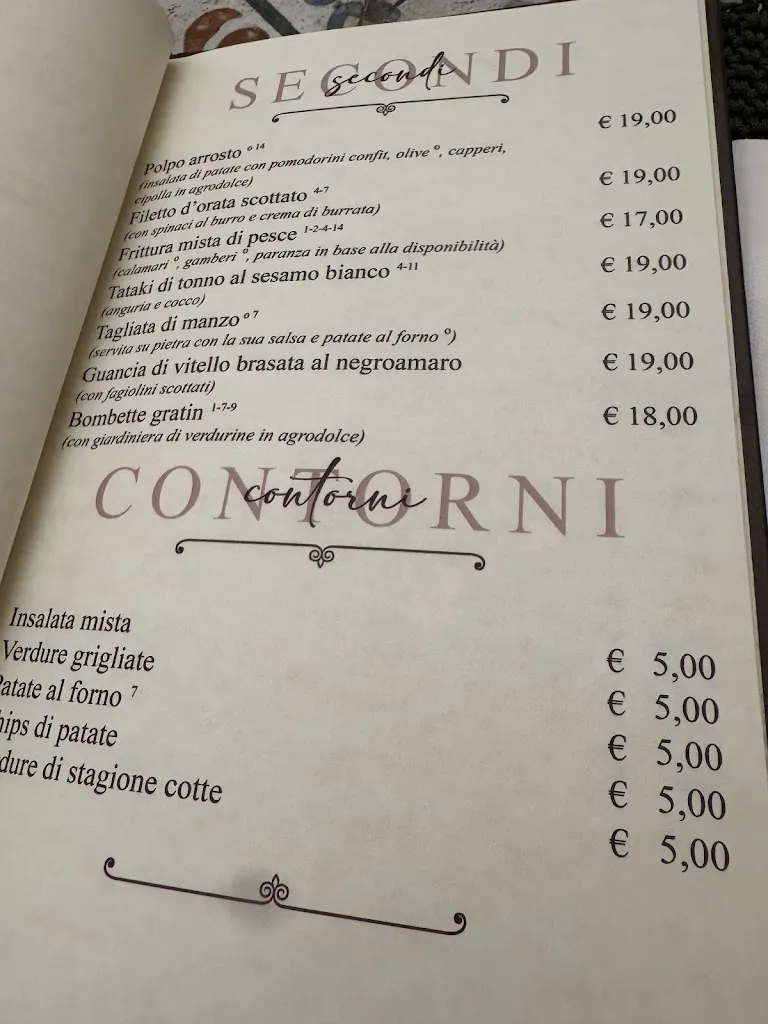 SECONDI
secondi
Polpo arrosto º 14 € 19,00
(insalata di patate con pomodorini confit, olive º, capperi,
cipolla in agrodolce)
Filetto d'orata scottato 4-7 € 19,00
(con spinaci al burro e crema di burrata)
Frittura mista di pesce 1-2-4-14 € 17,00
(calamari º, gamberi º, paranza in base alla disponibilità)
Tataki di tonno al sesamo bianco 4-11 € 19,00
(anguria e cocco)
Tagliata di manzo º 7 € 19,00
(servita su pietra con la sua salsa e patate al forno º)
Guancia di vitello brasata al negroamaro € 19,00
(con fagiolini scottati)
Bombette gratin 1-7-9 € 18,00
(con giardiniera di verdurine in agrodolce)
CONTORNI
contorni
Insalata mista € 5,00
Verdure grigliate € 5,00
Patate al forno 7 € 5,00
hips di patate € 5,00
dure di stagione cotte € 5,00